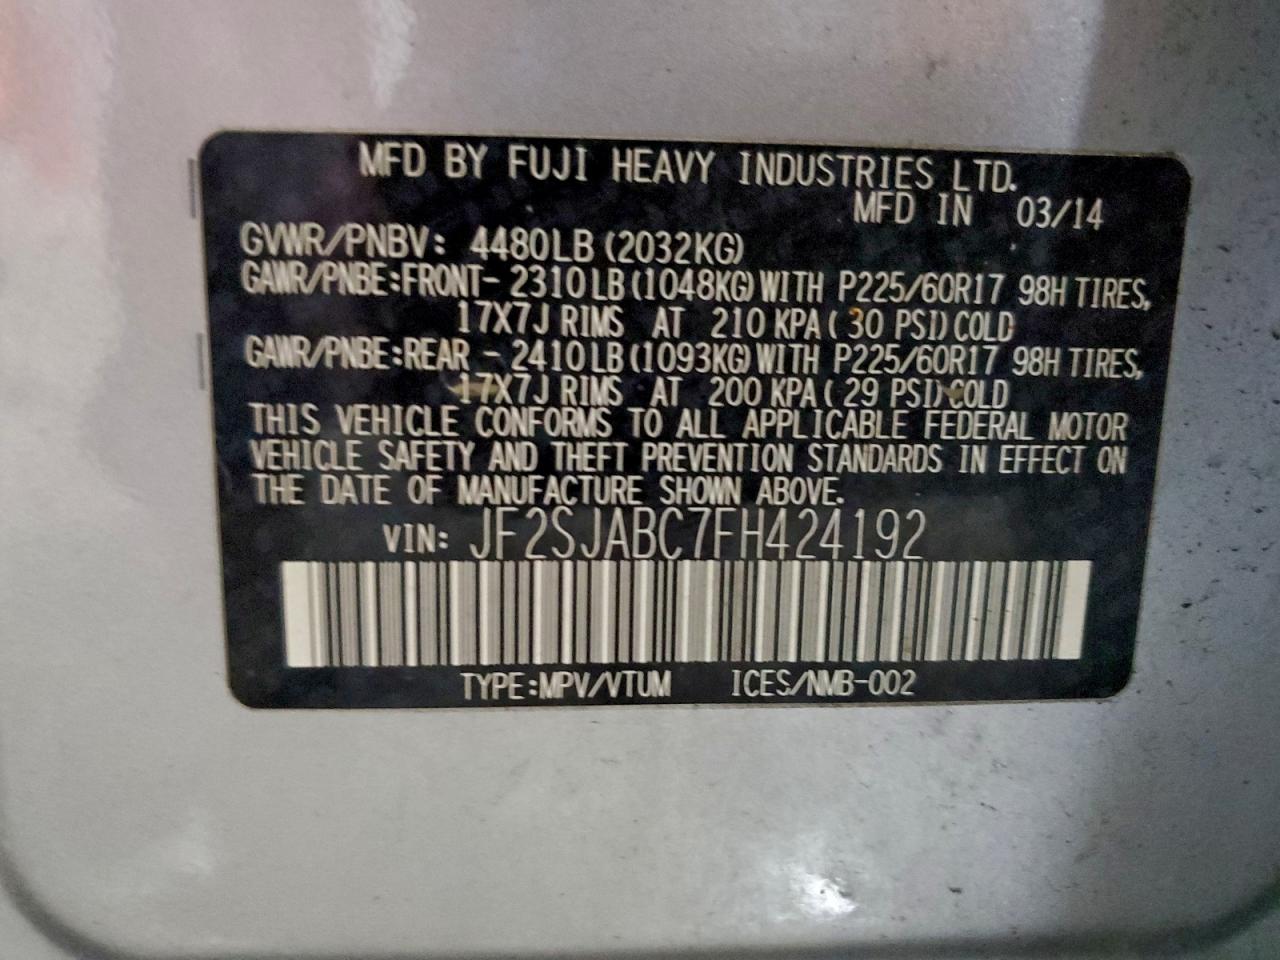 MFD BY FUJI HEAVY INDUSTRIES LTD.
MFD IN 03/14
GVWR/PNBV: 4480LB (2032KG)
GAWR/PNBE:FRONT- 2310LB(1048KG)WITH P225/60R17 98H TIRES,
17X7J RIMS AT 210 KPA( 30 PSI)COLD
GAWR/PNBE:REAR - 2410LB(1093KG)WITH P225/60R17 98H TIRES,
17X7J RIMS AT 200 KPA( 29 PSI)COLD
THIS VEHICLE CONFORMS TO ALL APPLICABLE FEDERAL MOTOR
VEHICLE SAFETY AND THEFT PREVENTION STANDARDS IN EFFECT ON
THE DATE OF MANUFACTURE SHOWN ABOVE.
VIN: JF2SJABC7FH424192
TYPE:MPV/VTUM ICES/NMB-002